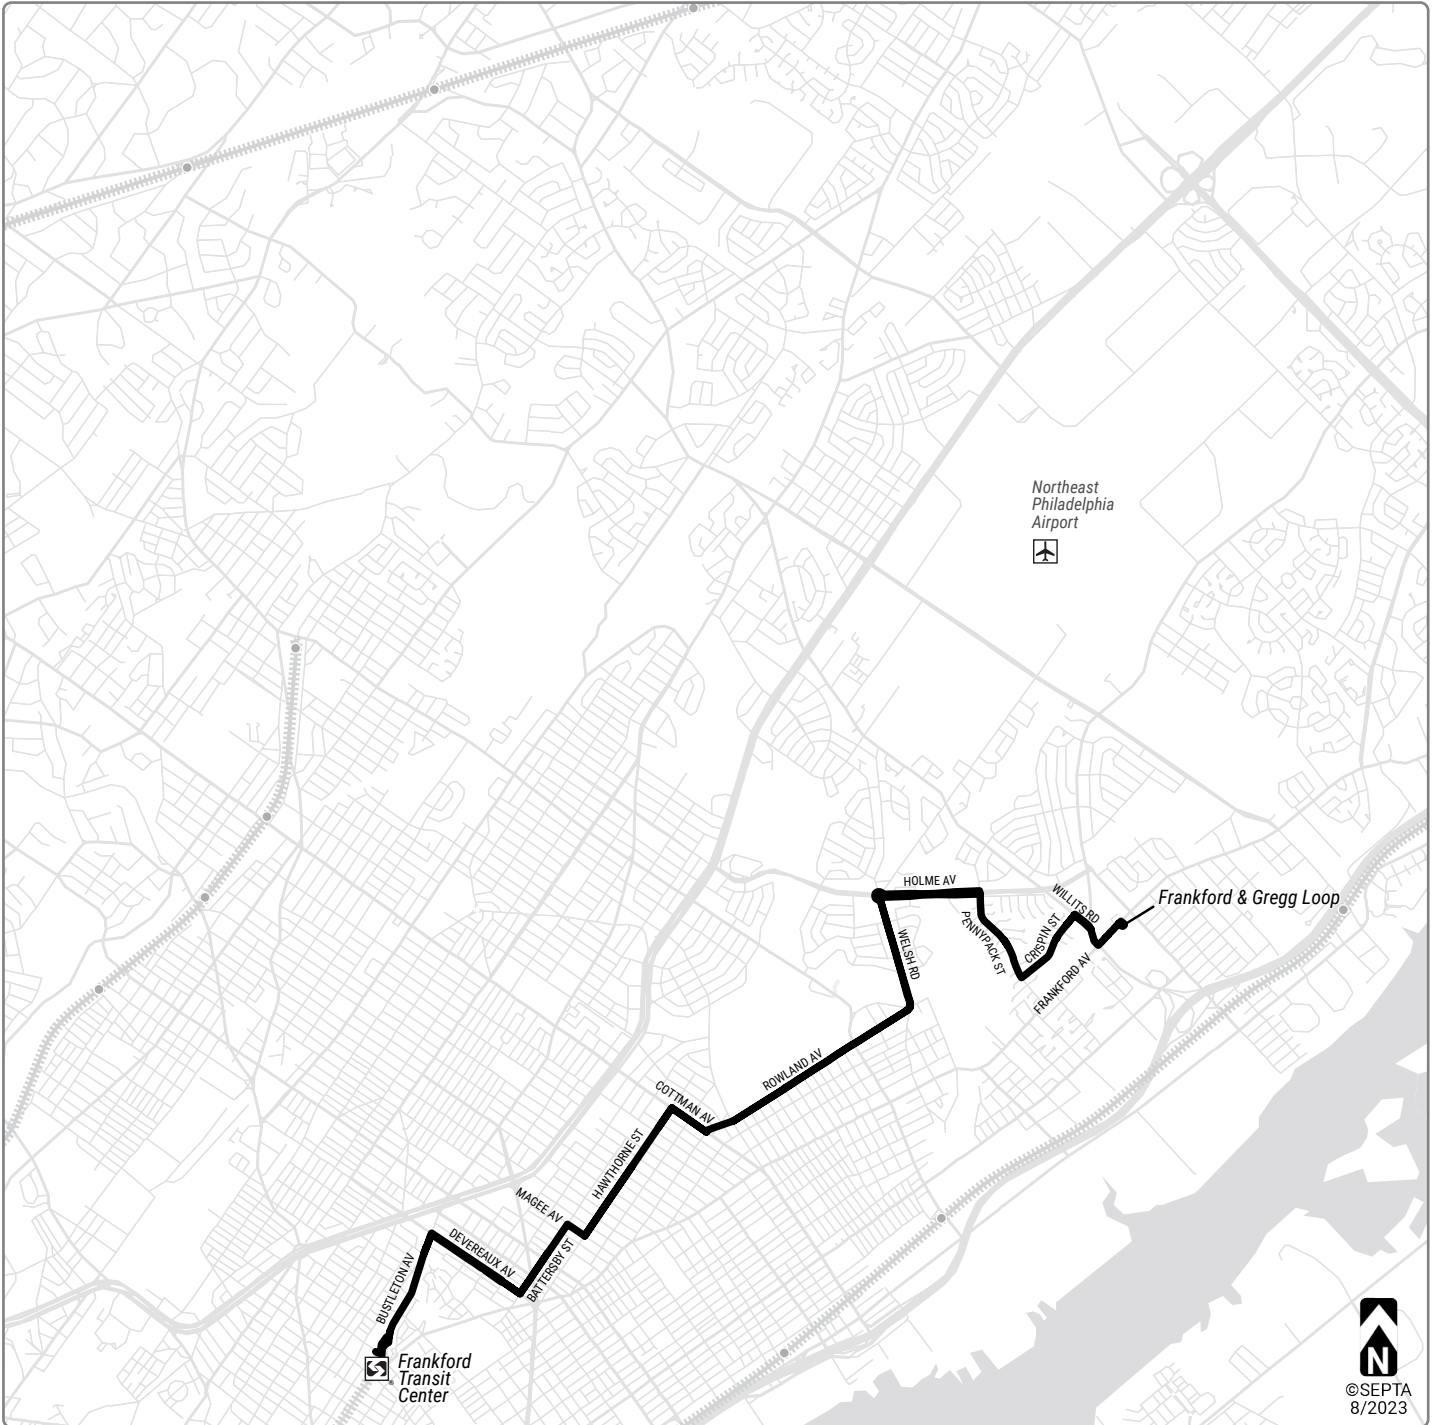 Northeast
Philadelphia
Airport
HOLME AV
WILLITS RD
Frankford & Gregg Loop
PENNYPACK ST
CRISPIN ST
WELSH RD
FRANKFORD AV
ROWLAND AV
COTTMAN AV
HAWTHORNE ST
MAGEE AV
BATTERSBY ST
DEVEREAUX AV
BUSTLETON AV
Frankford
Transit
Center
N
©SEPTA
8/2023